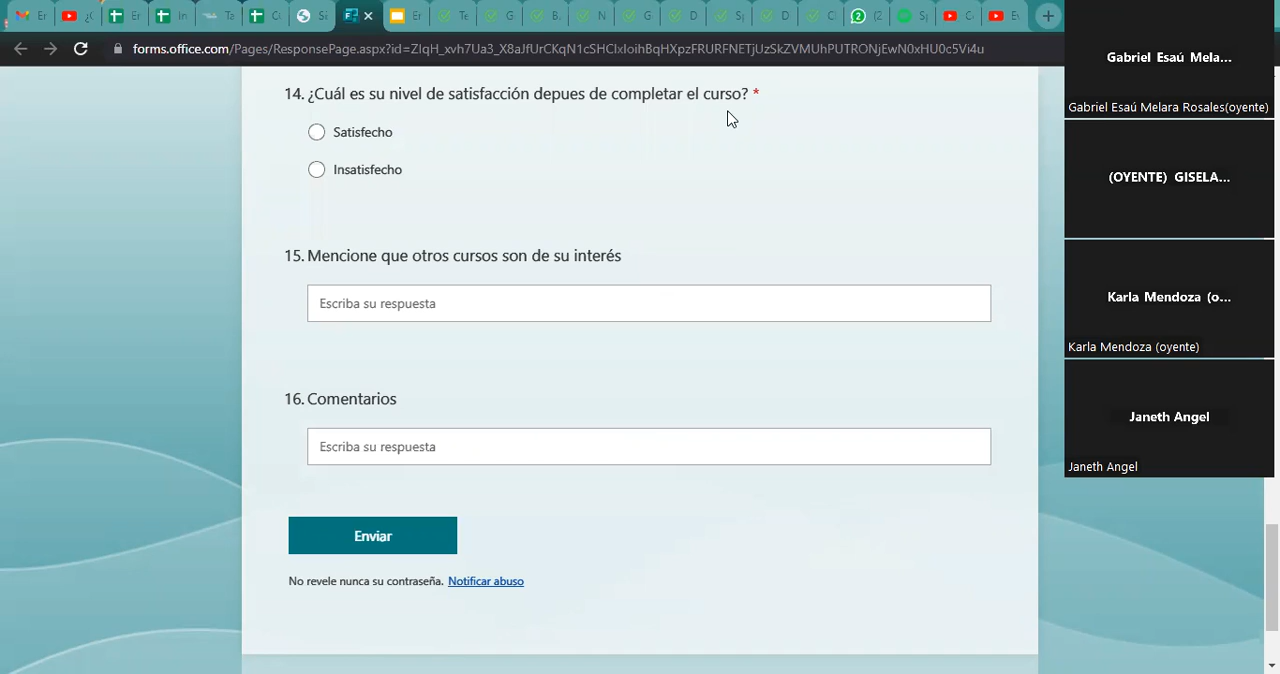 forms.office.com/Pages/ResponsePage.aspx?id=ZIqH_xvh7Ua3_X8aJfUrCKqN1cSHClxIoihBqHXpzFRURFNETjUzSkZVMUhPUTRONjEwN0xHU0c5Vi4u
14. ¿Cuál es su nivel de satisfacción depues de completar el curso? *
Satisfecho
Insatisfecho
15. Mencione que otros cursos son de su interés
Escriba su respuesta
16. Comentarios
Escriba su respuesta
Enviar
No revele nunca su contraseña. Notificar abuso
Gabriel Esaú Mela...
Gabriel Esaú Melara Rosales(oyente)
(OYENTE) GISELA...
Karla Mendoza (o...
Karla Mendoza (oyente)
Janeth Angel
Janeth Angel